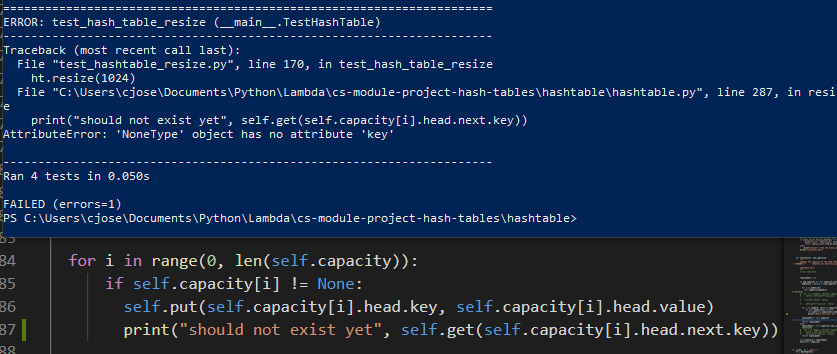 ======================================================================
ERROR: test_hash_table_resize (__main__.TestHashTable)
----------------------------------------------------------------------
Traceback (most recent call last):
  File "test_hashtable_resize.py", line 170, in test_hash_table_resize
    ht.resize(1024)
  File "C:\Users\cjose\Documents\Python\Lambda\cs-module-project-hash-tables\hashtable\hashtable.py", line 287, in resiz
e
    print("should not exist yet", self.get(self.capacity[i].head.next.key))
AttributeError: 'NoneType' object has no attribute 'key'
----------------------------------------------------------------------
Ran 4 tests in 0.050s
FAILED (errors=1)
PS C:\Users\cjose\Documents\Python\Lambda\cs-module-project-hash-tables\hashtable>
83
84 for i in range(0, len(self.capacity)):
85 if self.capacity[i] != None:
86 self.put(self.capacity[i].head.key, self.capacity[i].head.value)
87 print("should not exist yet", self.get(self.capacity[i].head.next.key))
88